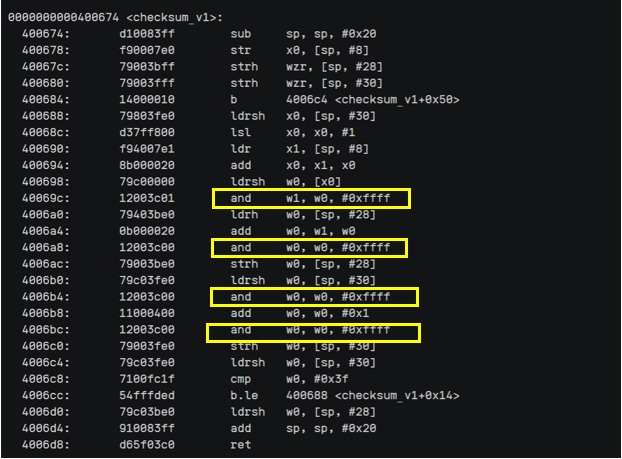 0000000000400674 <checksum_v1>:
400674: d10083ff sub sp, sp, #0x20
400678: f90007e0 str x0, [sp, #8]
40067c: 79003bff strh wzr, [sp, #28]
400680: 79003fff strh wzr, [sp, #30]
400684: 14000010 b 4006c4 <checksum_v1+0x50>
400688: 79803fe0 ldrsh x0, [sp, #30]
40068c: d37ff800 lsl x0, x0, #1
400690: f94007e1 ldr x1, [sp, #8]
400694: 8b000020 add x0, x1, x0
400698: 79c00000 ldrsh w0, [x0]
40069c: 12003c01 and w1, w0, #0xffff
4006a0: 79403be0 ldrh w0, [sp, #28]
4006a4: 0b000020 add w0, w1, w0
4006a8: 12003c00 and w0, w0, #0xffff
4006ac: 79003be0 strh w0, [sp, #28]
4006b0: 79c03fe0 ldrsh w0, [sp, #30]
4006b4: 12003c00 and w0, w0, #0xffff
4006b8: 11000400 add w0, w0, #0x1
4006bc: 12003c00 and w0, w0, #0xffff
4006c0: 79003fe0 strh w0, [sp, #30]
4006c4: 79c03fe0 ldrsh w0, [sp, #30]
4006c8: 7100fc1f cmp w0, #0x3f
4006cc: 54fffded b.le 400688 <checksum_v1+0x14>
4006d0: 79c03be0 ldrsh w0, [sp, #28]
4006d4: 910083ff add sp, sp, #0x20
4006d8: d65f03c0 ret